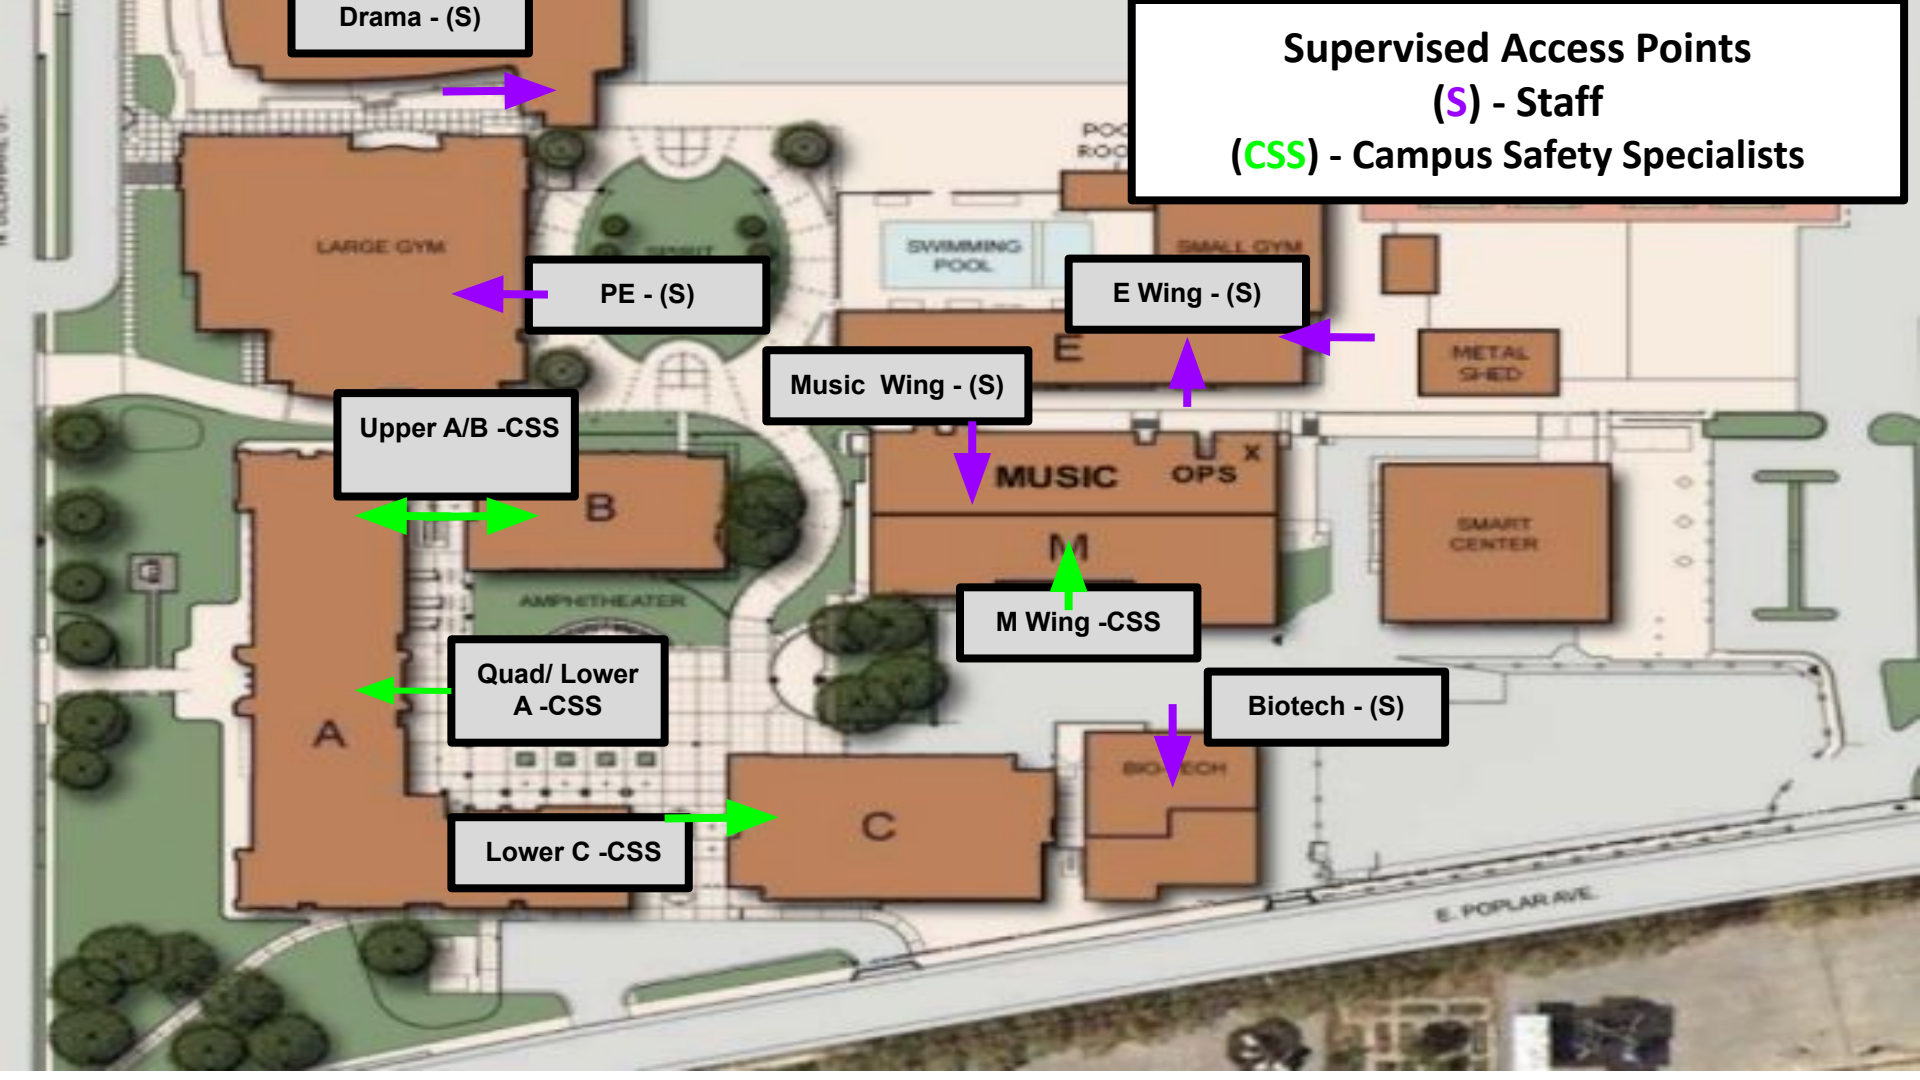 Drama - (S)
Supervised Access Points
(S) - Staff
(CSS) - Campus Safety Specialists
LARGE GYM
SWIMMING
POOL
SMALL GYM
PE - (S)
E Wing - (S)
E
METAL
SHED
Music Wing - (S)
Upper A/B -CSS
B
MUSIC
OPS
X
M
SMART
CENTER
AMPHITHEATER
M Wing -CSS
Quad/ Lower
A -CSS
A
Biotech - (S)
C
Lower C -CSS
E. POPLAR AVE.